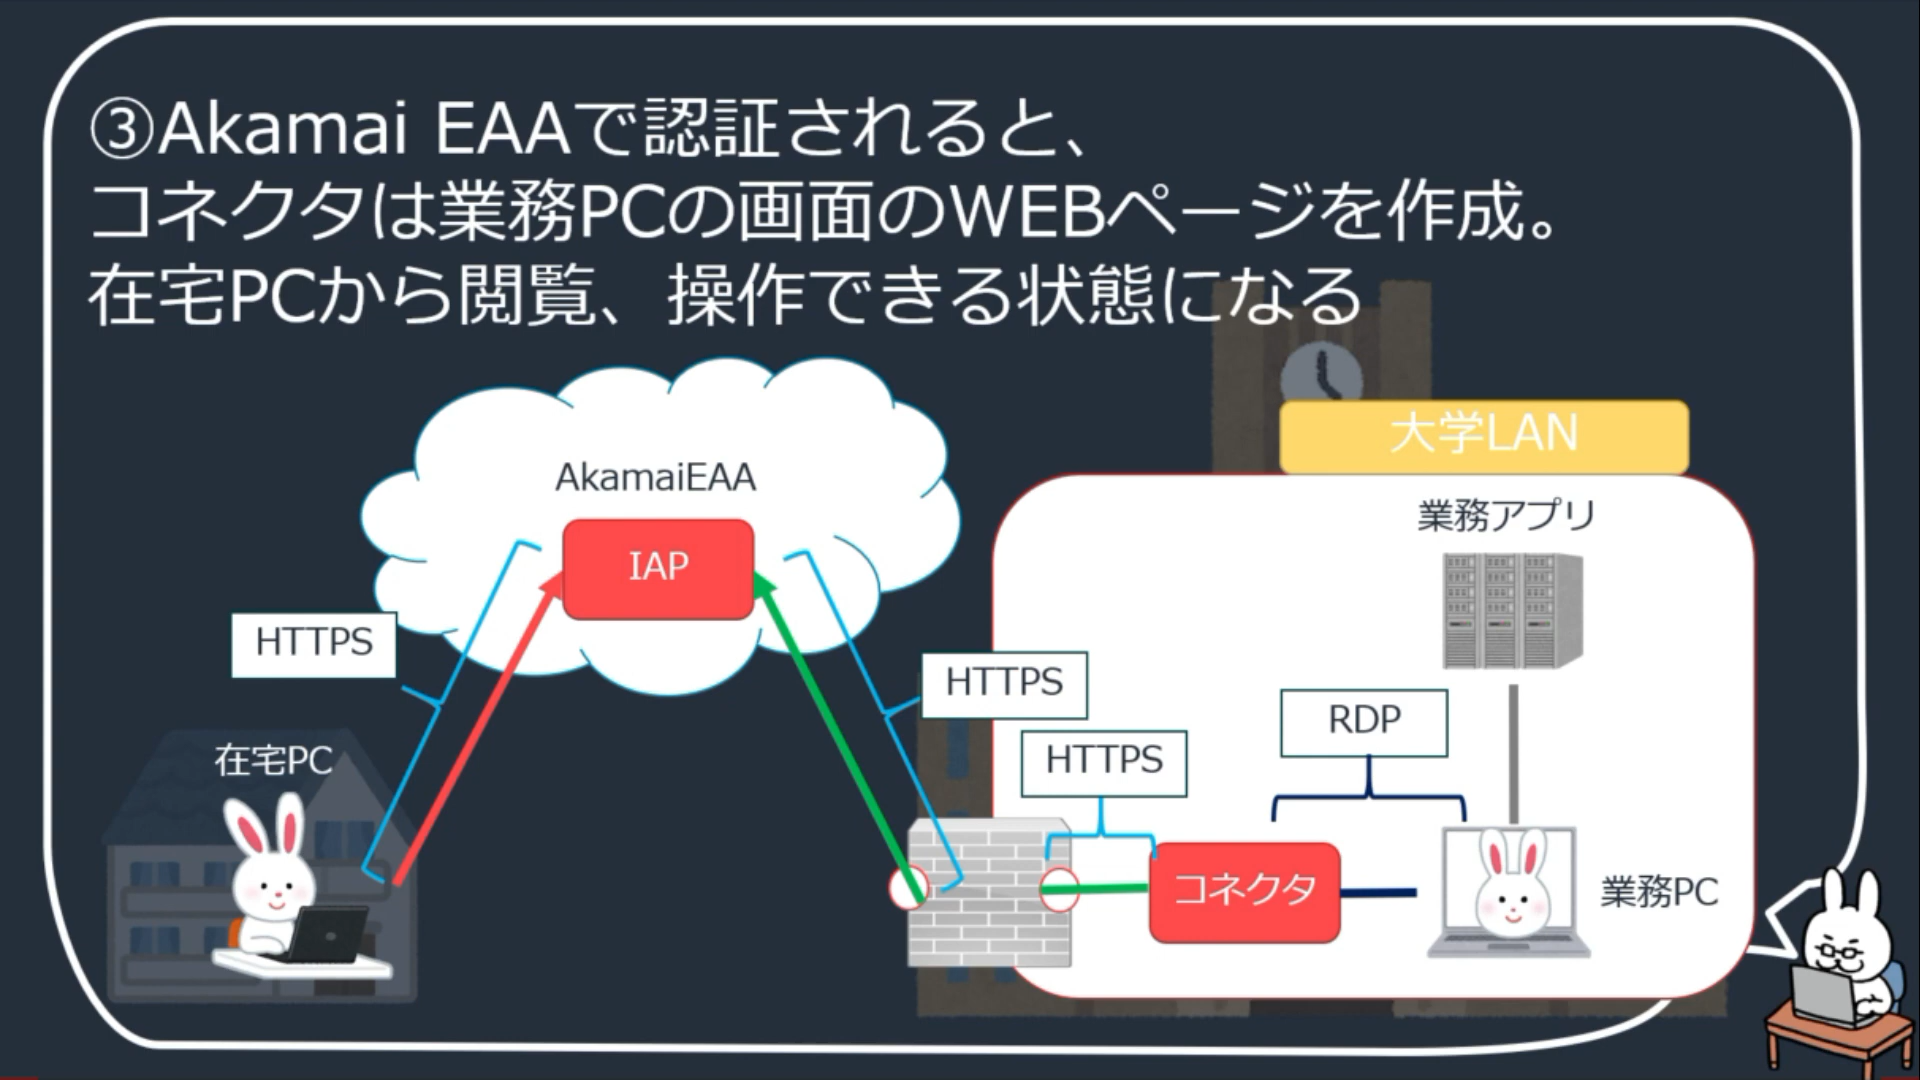 ③Akamai EAAで認証されると、
コネクタは業務PCの画面のWEBページを作成。
在宅PCから閲覧、操作できる状態になる
大学LAN
AkamaiEAA
業務アプリ
IAP
HTTPS
HTTPS
RDP
HTTPS
在宅PC
コネクタ
業務PC